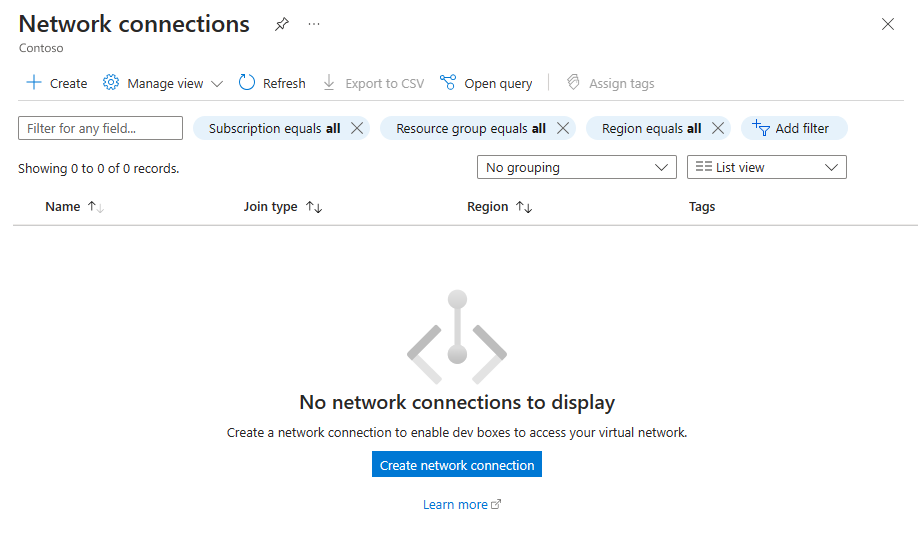 Network connections ...
Contoso
Create Manage view Refresh Export to CSV Open query Assign tags
Filter for any field... Subscription equals all Resource group equals all Region equals all Add filter
Showing 0 to 0 of 0 records. No grouping List view
Name Join type Region Tags
No network connections to display
Create a network connection to enable dev boxes to access your virtual network.
Create network connection
Learn more